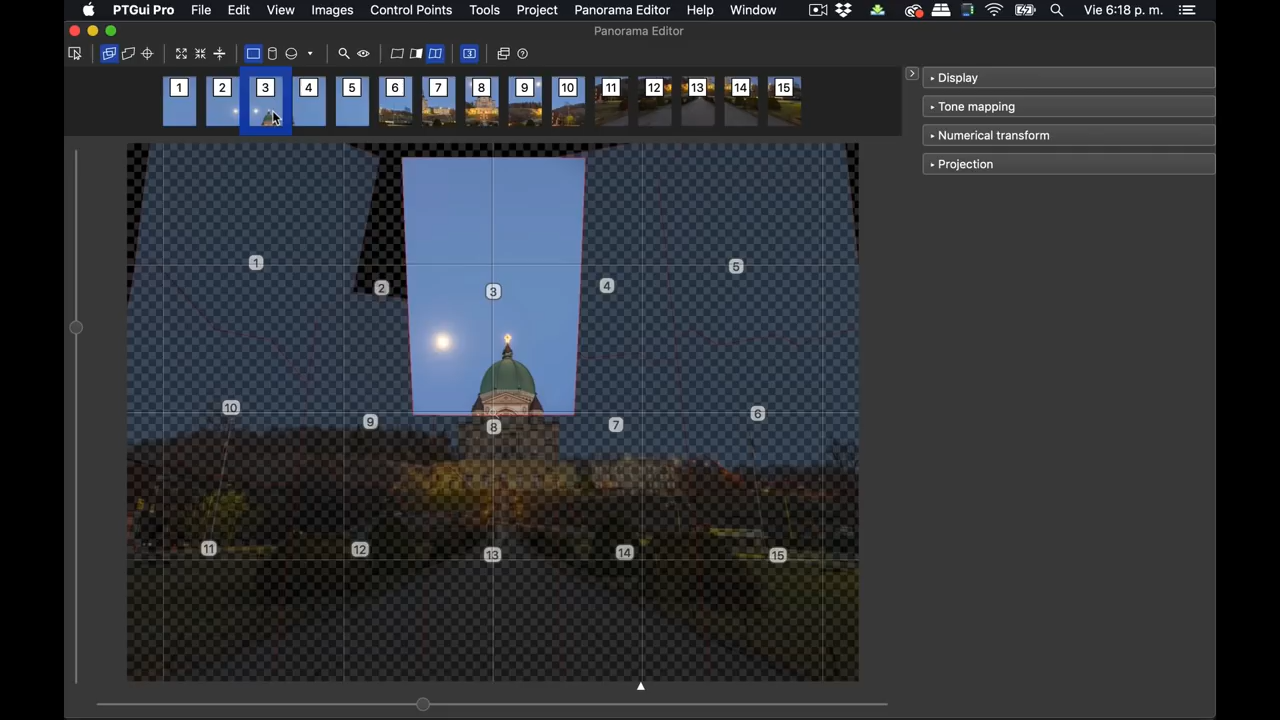 PTGui Pro File Edit View Images Control Points Tools Project Panorama Editor Help Window Vie 6:18 p. m.
Panorama Editor
1 2 3 4 5 6 7 8 9 10 11 12 13 14 15
Display
Tone mapping
Numerical transform
Projection
1 2 3 4 5
10 9 8 7 6
11 12 13 14 15